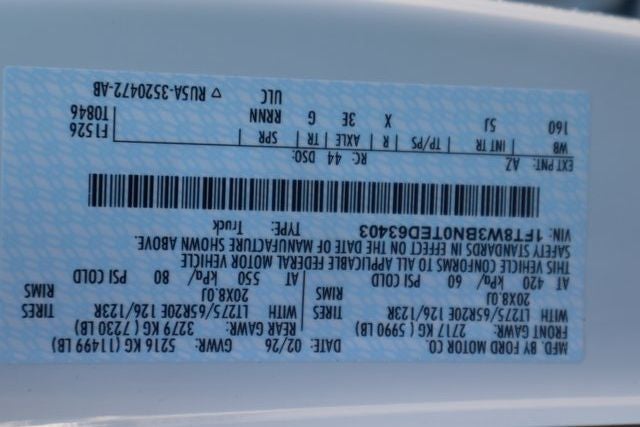 MFD. BY FORD MOTOR CO.
DATE: 02/26 GVWR: 5216 KG (11499 LB)
FRONT GAWR: 2717 KG (5990 LB) REAR GAWR: 3279 KG (7230 LB)
WITH LT275/65R20E 126/123R TIRES WITH LT275/65R20E 126/123R TIRES
20X8.0J RIMS 20X8.0J RIMS
AT 420 kPa/ 60 PSI COLD AT 550 kPa/ 80 PSI COLD
THIS VEHICLE CONFORMS TO ALL APPLICABLE FEDERAL MOTOR VEHICLE
SAFETY STANDARDS IN EFFECT ON THE DATE OF MANUFACTURE SHOWN ABOVE.
VIN: 1FT8W3BN0TED63403 TYPE: Truck
EXT PNT: AZ RC: 44 DSO:
WB INT TR TP/PS R AXLE TR SPR F1526
160 5J X 3E G RRNN T0846
ULC ▽ RU5A-3520472-AB